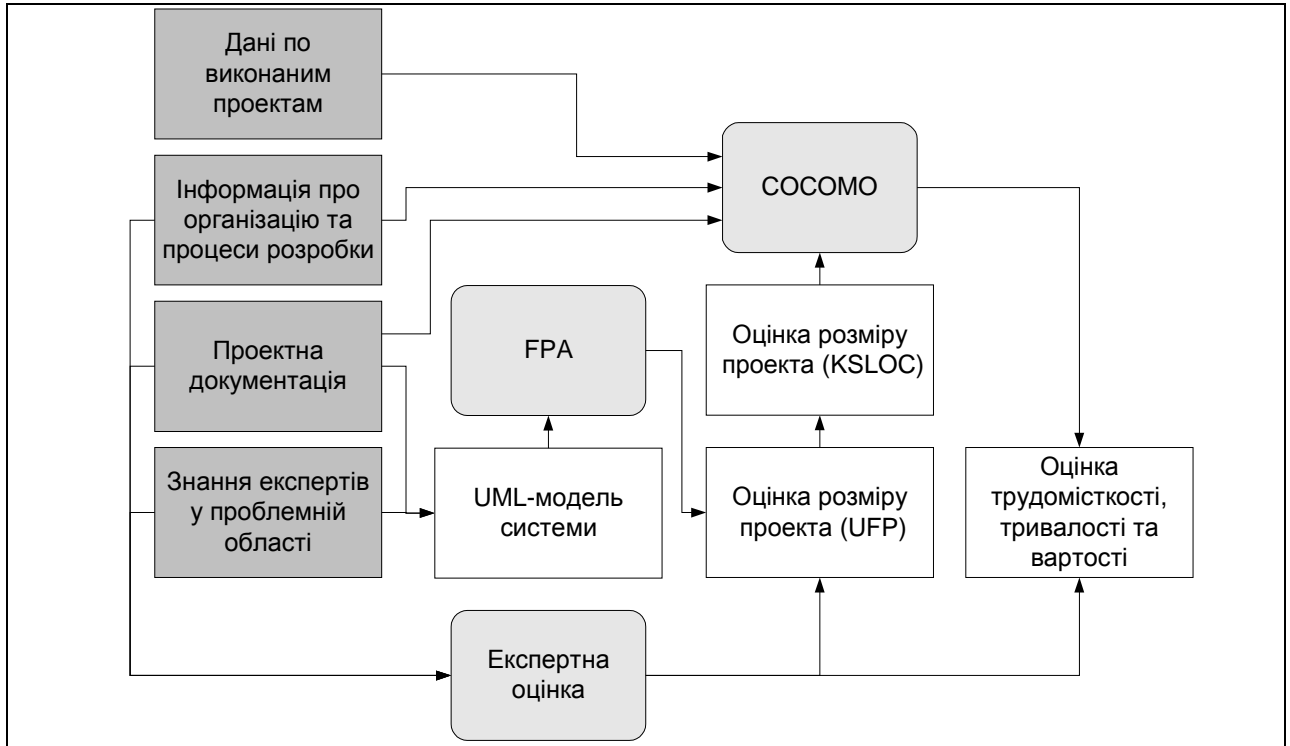 Дані по
виконаним
проектам
Інформація про
організацію та
процеси розробки
COCOMO
Проектна
документація
FPA
Оцінка розміру
проекта (KSLOC)
Знання експертів
у проблемній
області
UML-модель
системи
Оцінка розміру
проекта (UFP)
Оцінка
трудомісткості,
тривалості та
вартості
Експертна
оцінка